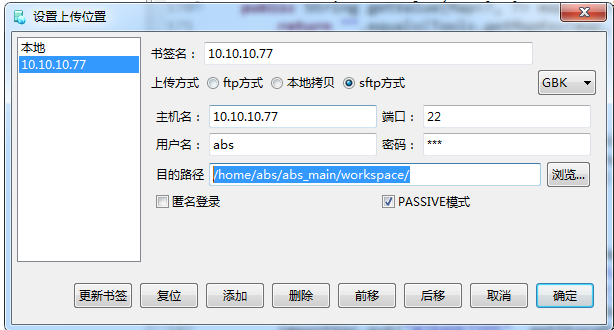 设置上传位置
本地
10.10.10.77
书签名： 10.10.10.77
上传方式 ftp方式 本地拷贝 sftp方式 GBK
主机名： 10.10.10.77 端口： 22
用户名： abs 密码： ***
目的路径 /home/abs/abs_main/workspace/ 浏览...
匿名登录 PASSIVE模式
更新书签 复位 添加 删除 前移 后移 取消 确定